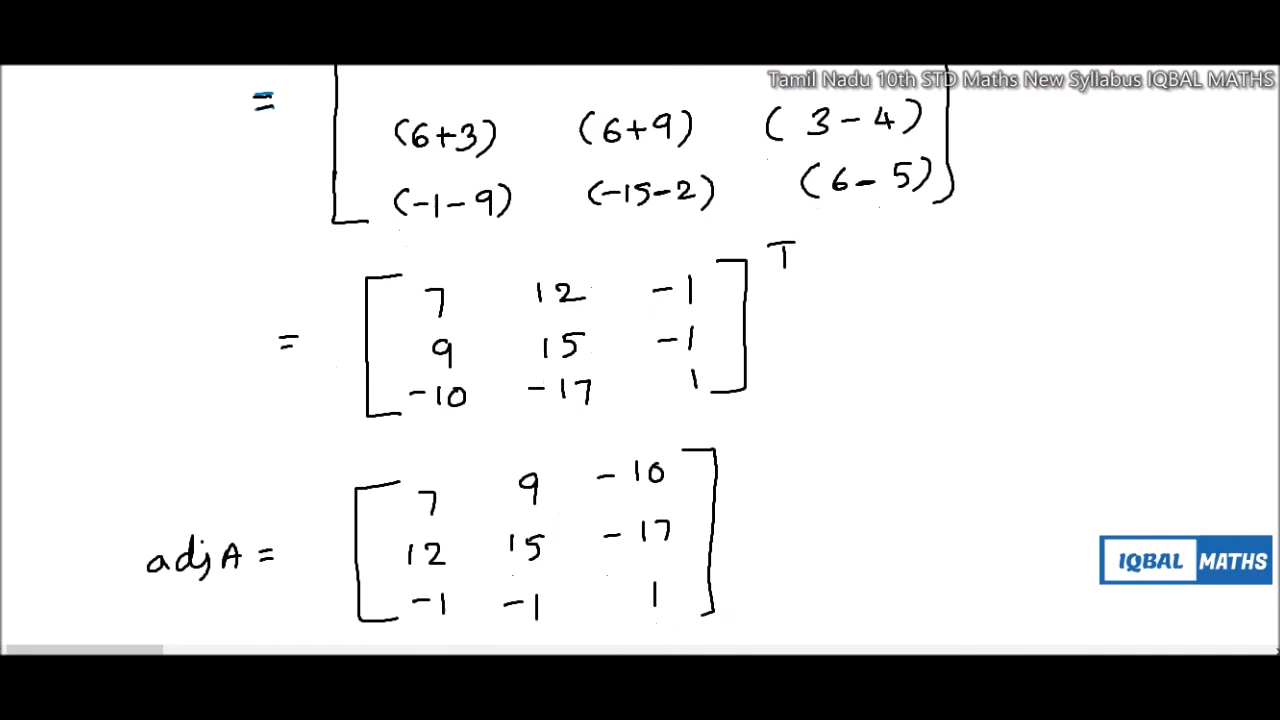 Tamil Nadu 10th STD Maths New Syllabus IQBAL MATHS
=
(6+3) (6+9) (3-4)
(-1-9) (-15-2) (6-5)
T
7 12 -1
= 9 15 -1
-10 -17 1
7 9 -10
adj A = 12 15 -17
-1 -1 1
IQBAL MATHS